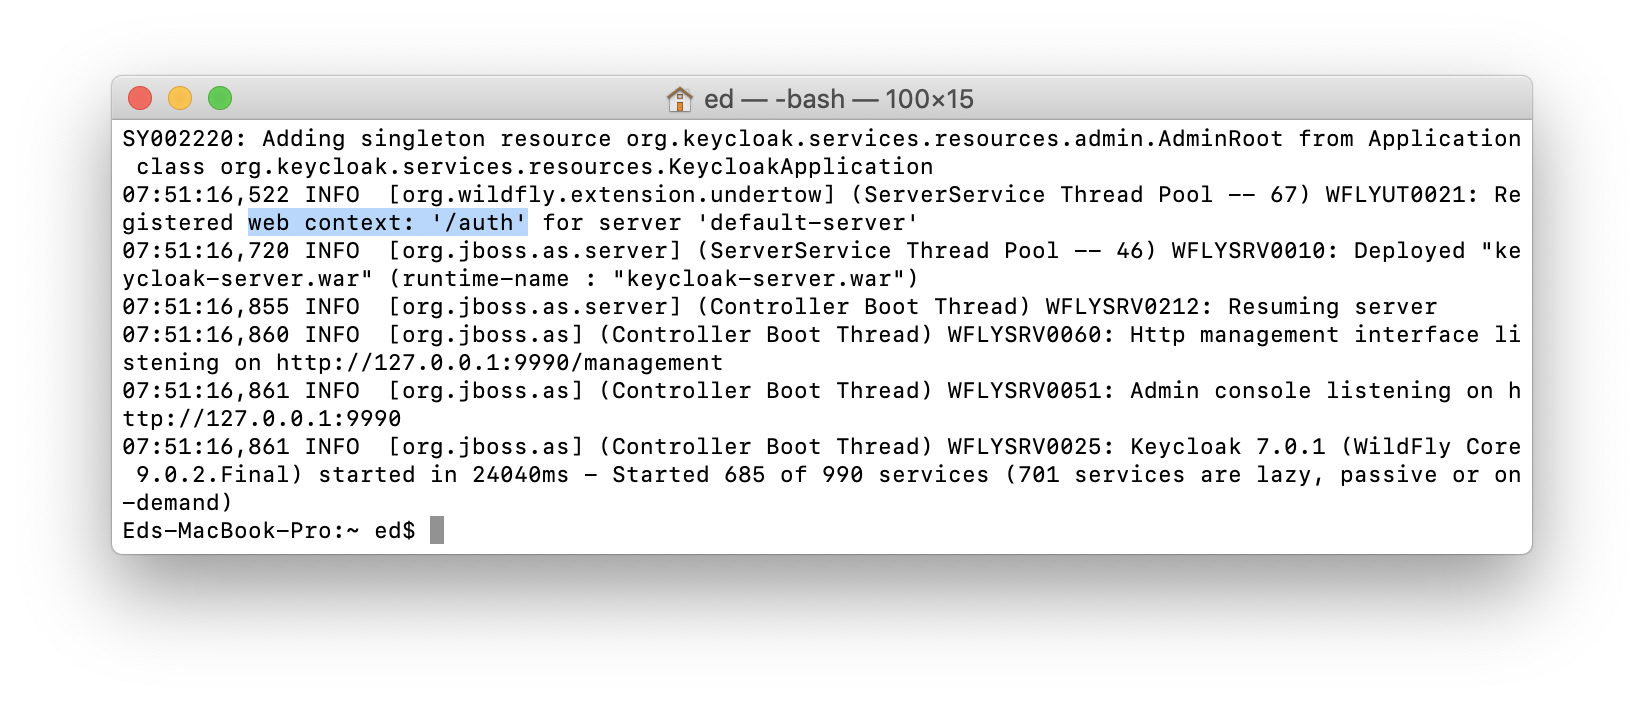 ed — -bash — 100×15
SY002220: Adding singleton resource org.keycloak.services.resources.admin.AdminRoot from Application
 class org.keycloak.services.resources.KeycloakApplication
07:51:16,522 INFO  [org.wildfly.extension.undertow] (ServerService Thread Pool -- 67) WFLYUT0021: Re
gistered web context: '/auth' for server 'default-server'
07:51:16,720 INFO  [org.jboss.as.server] (ServerService Thread Pool -- 46) WFLYSRV0010: Deployed "ke
ycloak-server.war" (runtime-name : "keycloak-server.war")
07:51:16,855 INFO  [org.jboss.as.server] (Controller Boot Thread) WFLYSRV0212: Resuming server
07:51:16,860 INFO  [org.jboss.as] (Controller Boot Thread) WFLYSRV0060: Http management interface li
stening on http://127.0.0.1:9990/management
07:51:16,861 INFO  [org.jboss.as] (Controller Boot Thread) WFLYSRV0051: Admin console listening on h
ttp://127.0.0.1:9990
07:51:16,861 INFO  [org.jboss.as] (Controller Boot Thread) WFLYSRV0025: Keycloak 7.0.1 (WildFly Core
 9.0.2.Final) started in 24040ms - Started 685 of 990 services (701 services are lazy, passive or on
-demand)
Eds-MacBook-Pro:~ ed$